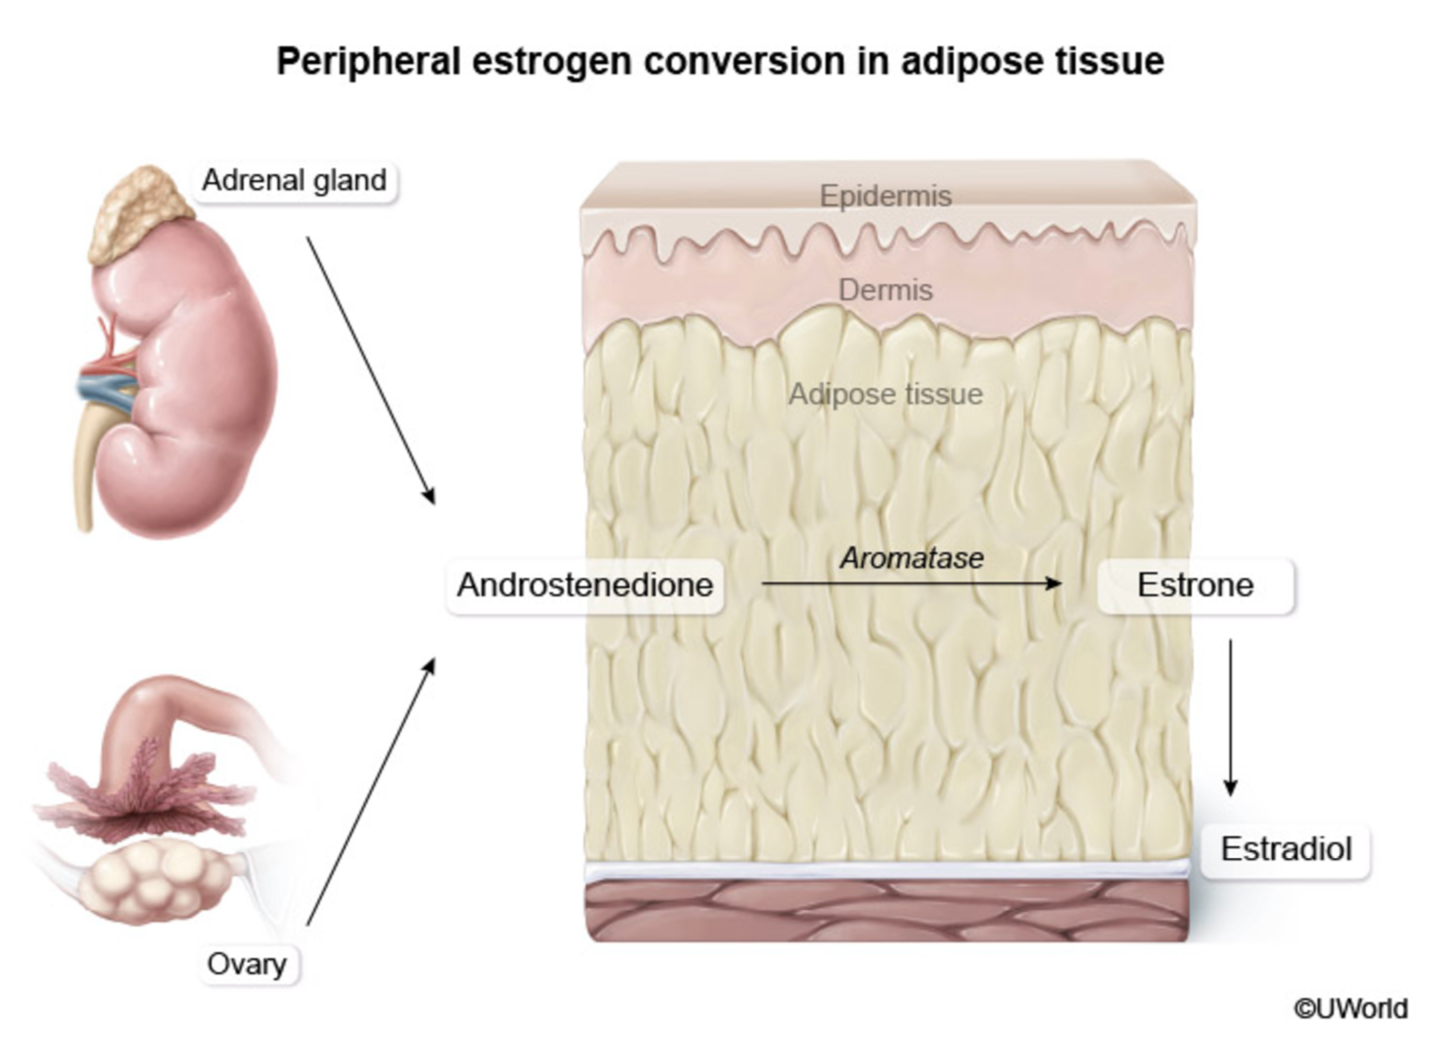 Peripheral estrogen conversion in adipose tissue
Adrenal gland
Epidermis
Dermis
Adipose tissue
Androstenedione
Aromatase
Estrone
Estradiol
Ovary
©UWorld